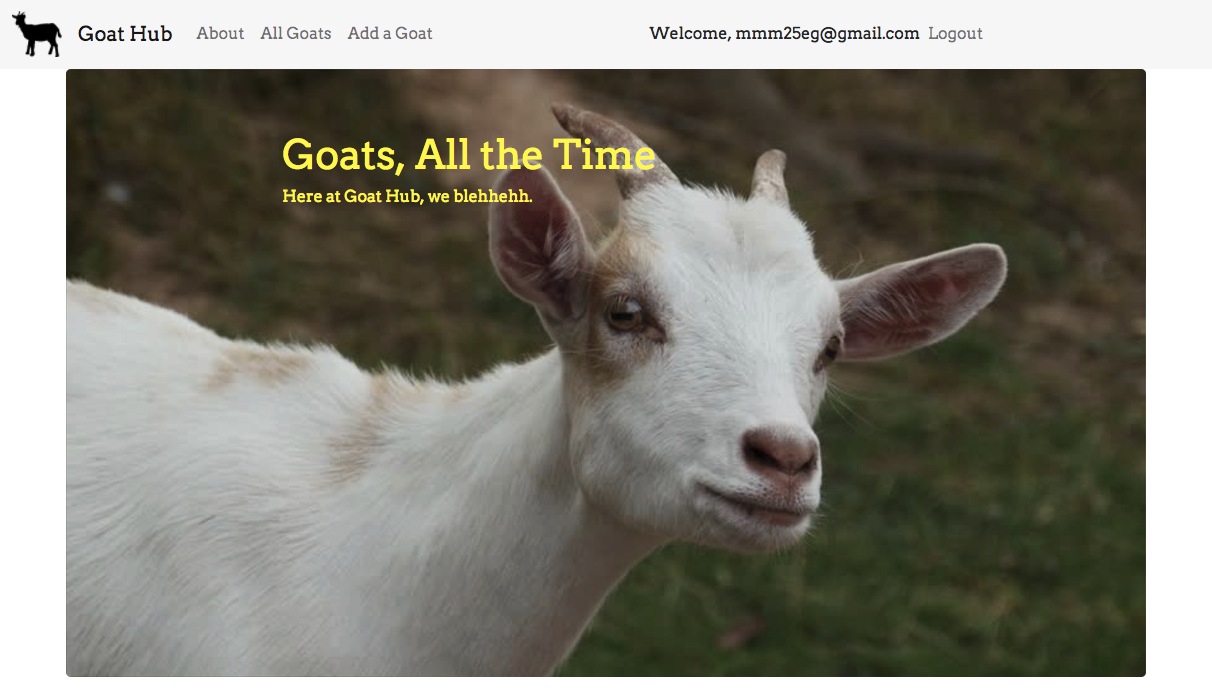 Goat Hub About All Goats Add a Goat Welcome, mmm25eg@gmail.com Logout
Goats, All the Time
Here at Goat Hub, we blehhehh.